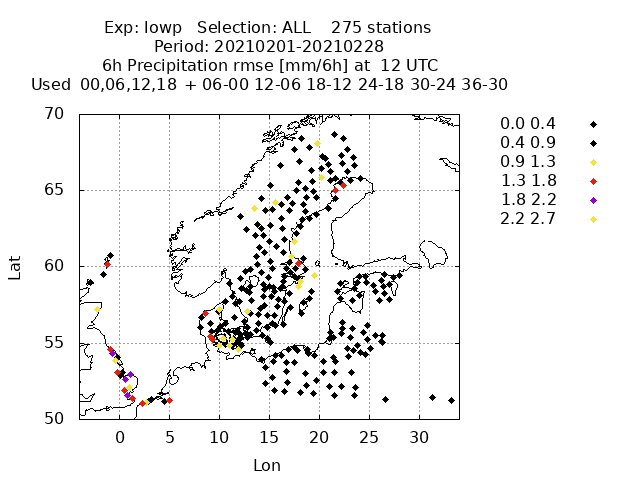 Exp: lowp   Selection: ALL    275 stations
Period: 20210201-20210228
6h Precipitation rmse [mm/6h] at  12 UTC
Used  00,06,12,18  + 06-00  12-06  18-12  24-18  30-24  36-30
70
65
60
55
50
Lat
0 5 10 15 20 25 30
Lon
0.0 0.4
0.4 0.9
0.9 1.3
1.3 1.8
1.8 2.2
2.2 2.7